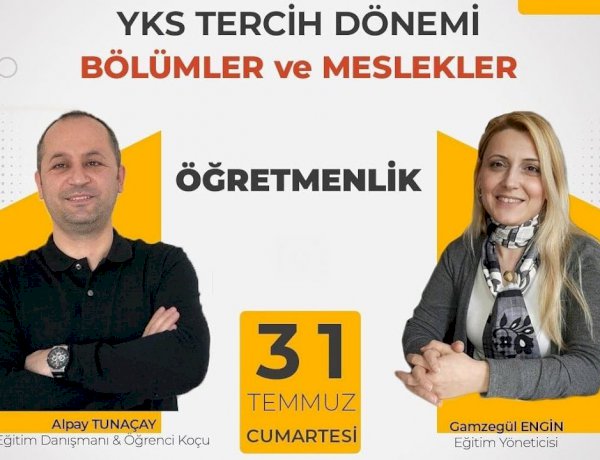 YKS TERCİH DÖNEMİ
BÖLÜMLER ve MESLEKLER
ÖĞRETMENLİK
31
TEMMUZ
CUMARTESİ
Alpay TUNAÇAY
Eğitim Danışmanı & Öğrenci Koçu
Gamzegül ENGİN
Eğitim Yöneticisi